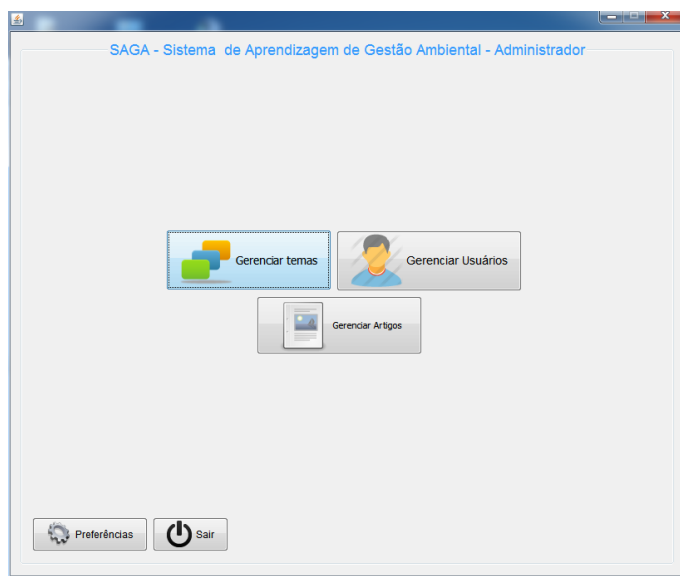 SAGA - Sistema de Aprendizagem de Gestão Ambiental - Administrador
Gerenciar temas
Gerenciar Usuários
Gerenciar Artigos
Preferências
Sair